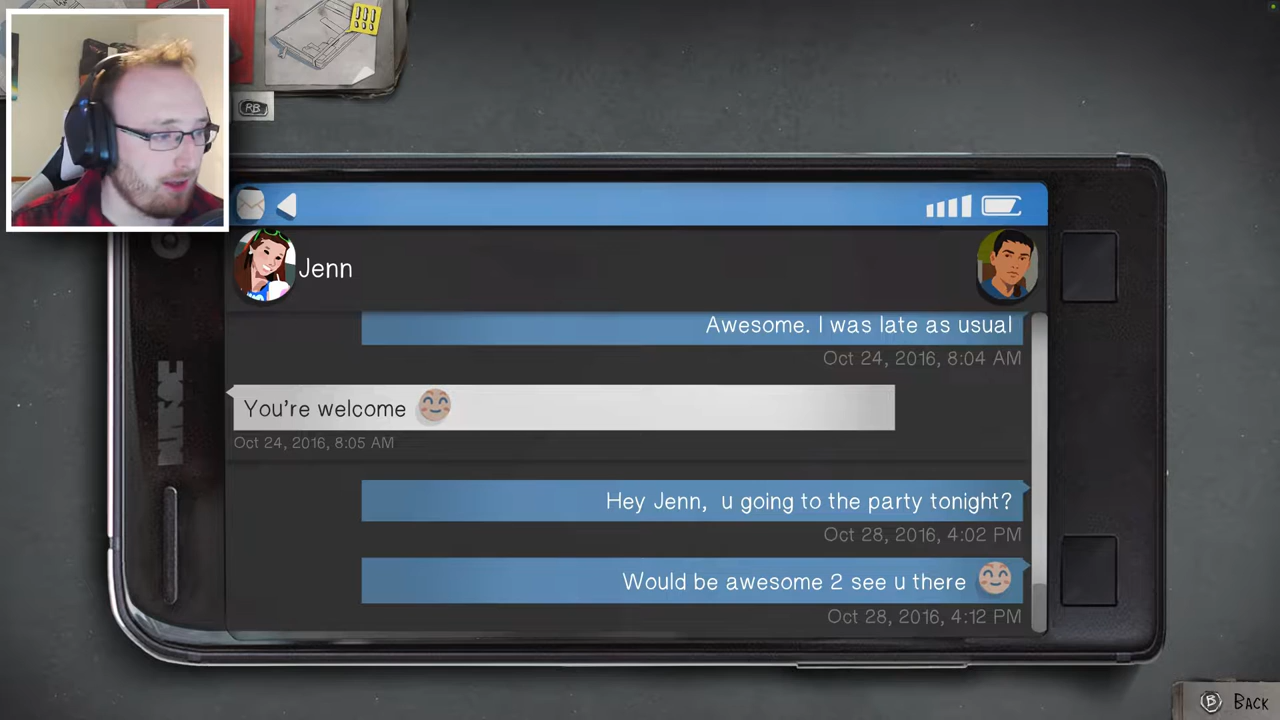 RB
Jenn
Awesome. I was late as usual
Oct 24, 2016, 8:04 AM
You're welcome
Oct 24, 2016, 8:05 AM
Hey Jenn, u going to the party tonight?
Oct 28, 2016, 4:02 PM
Would be awesome 2 see u there
Oct 28, 2016, 4:12 PM
B BACK